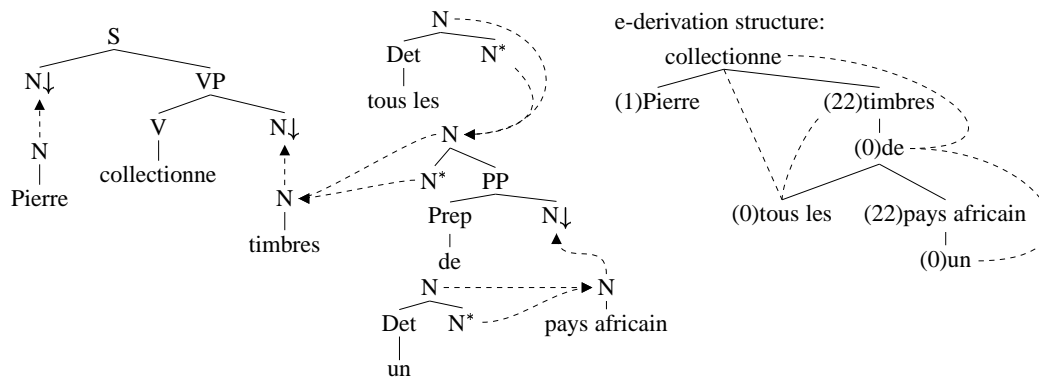 N
e-derivation structure:
S
Det N*
collectionne
N↓ VP
tous les
(1)Pierre (22)timbres
V N↓
N
N
(0)de
collectionne
N* PP
Pierre
N
Prep N↓
(0)tous les (22)pays africain
timbres
de
(0)un
N N
Det N*
pays africain
un